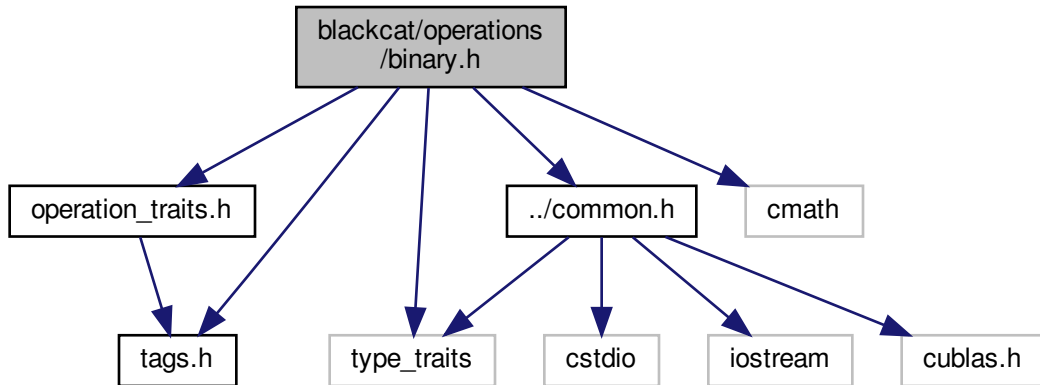 blackcat/operations
/binary.h
operation_traits.h
../common.h
cmath
tags.h
type_traits
cstdio
iostream
cublas.h